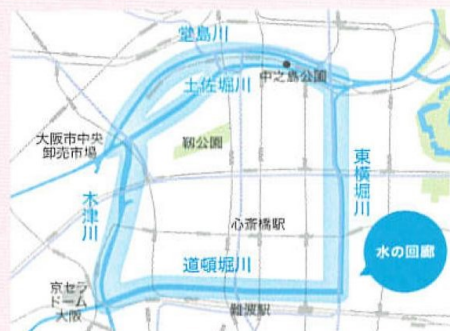 堂島川
中之島公園
土佐堀川
大阪市中央
卸売市場
靭公園
東横堀川
木津川
心斎橋駅
水の回廊
道頓堀川
京セラ
ドーム
大阪
難波駅